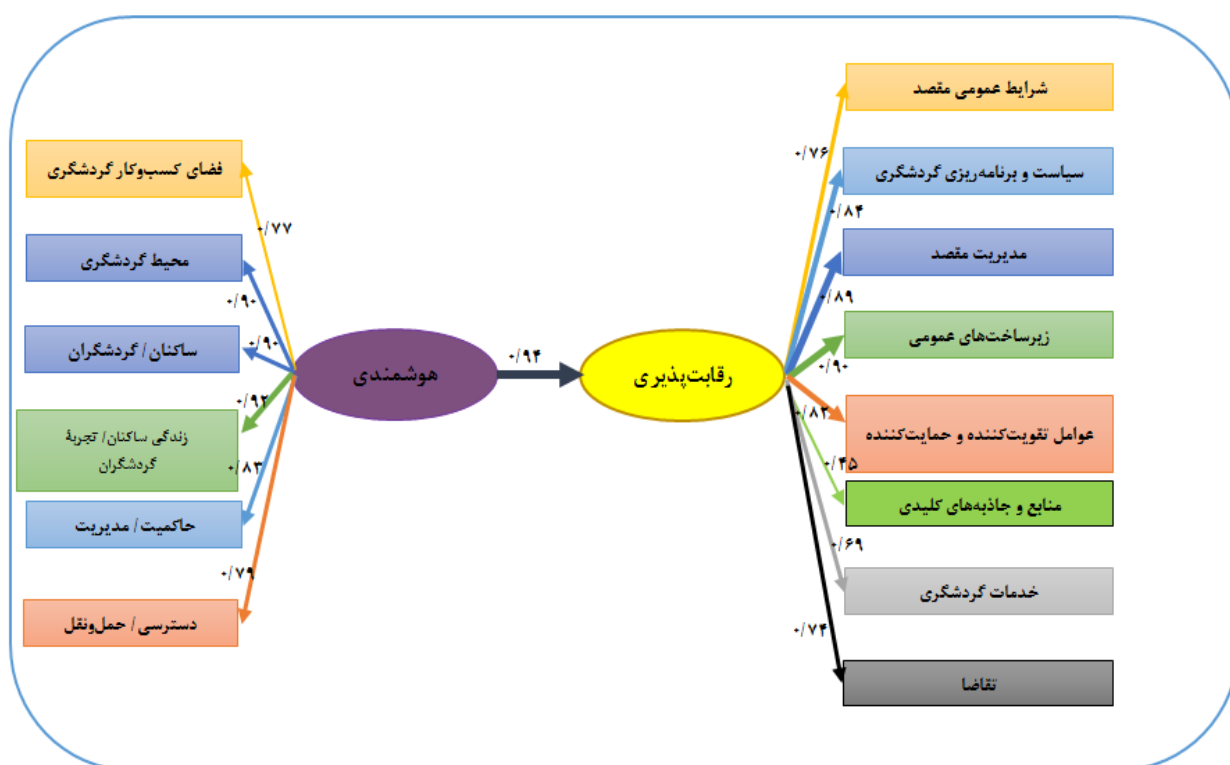 شرایط عمومی مقصد
۰/۷۶
سیاست و برنامه‌ریزی گردشگری
۰/۸۴
مدیریت مقصد
۰/۸۹
زیرساخت‌های عمومی
۰/۹۰
عوامل تقویت‌کننده و حمایت‌کننده
۰/۸۲
منابع و جاذبه‌های کلیدی
۰/۴۵
خدمات گردشگری
۰/۶۹
تقاضا
۰/۷۴
رقابت‌پذیری
۰/۹۴
هوشمندی
فضای کسب‌وکار گردشگری
۰/۷۷
محیط گردشگری
۰/۹۰
ساکنان / گردشگران
۰/۹۰
زندگی ساکنان/ تجربۀ
گردشگران
۰/۹۲
حاکمیت / مدیریت
۰/۸۳
دسترسی / حمل‌ونقل
۰/۷۹